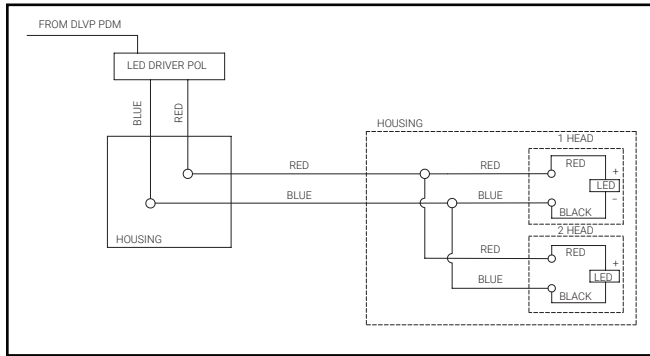 FROM DLVP PDM
LED DRIVER POL
BLUE
RED
HOUSING
RED
BLUE
HOUSING
1 HEAD
RED
RED
+
LED
−
BLUE
BLACK
2 HEAD
RED
RED
+
LED
BLUE
BLACK